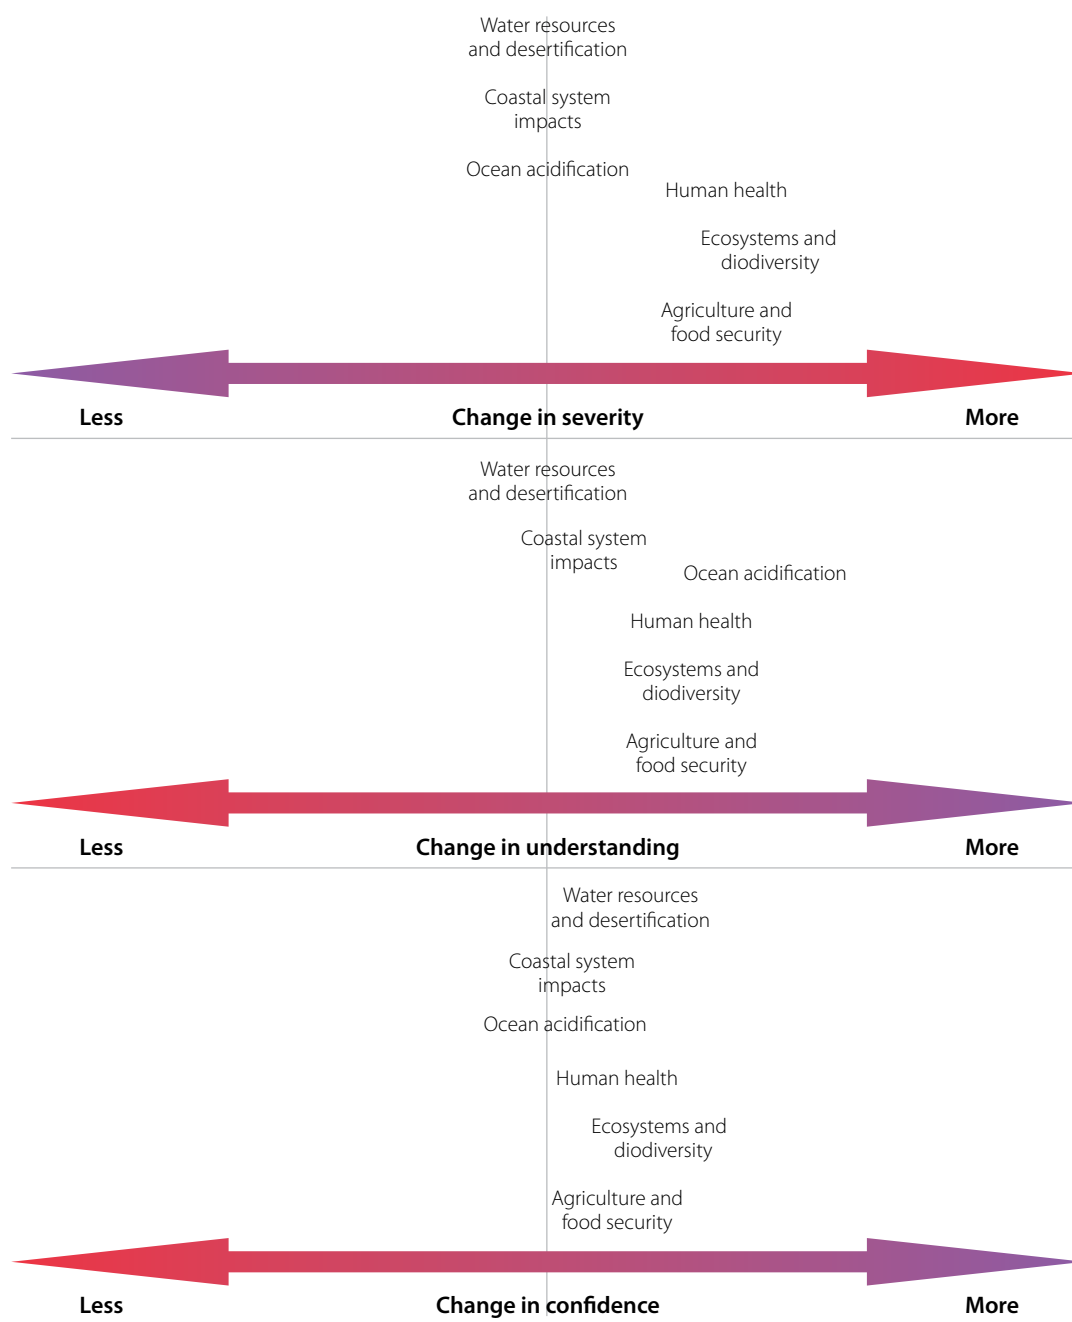 Water resources
and desertification
Coastal system
impacts
Ocean acidification
Human health
Ecosystems and
diodiversity
Agriculture and
food security
Less
Change in severity
More
Water resources
and desertification
Coastal system
impacts
Ocean acidification
Human health
Ecosystems and
diodiversity
Agriculture and
food security
Less
Change in understanding
More
Water resources
and desertification
Coastal system
impacts
Ocean acidification
Human health
Ecosystems and
diodiversity
Agriculture and
food security
Less
Change in confidence
More